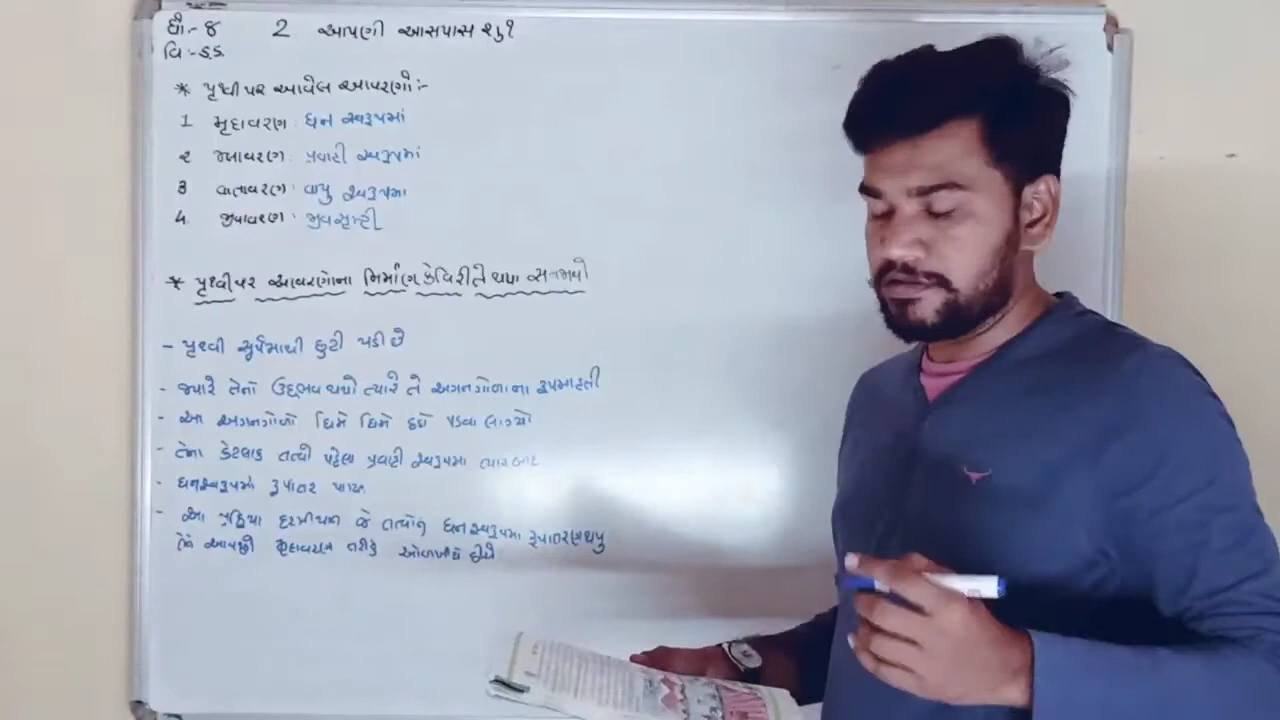 ધો.- 8 2 આપણી આસપાસ શું?
વિ - સ.સ.
* પૃથ્વી પર આવેલ આવરણો :-
1 મૃદાવરણ : ઘન સ્વરૂપમાં
૨ જલાવરણ : પ્રવાહી સ્વરૂપમાં
3 વાતાવરણ : વાયુ સ્વરૂપમા
4 જીવાવરણ : જીવસૃષ્ટી
* પૃથ્વી પર આવરણોના નિર્માણ કેવિ રીતે થયા સમજાવો
- પૃથ્વી સૂર્યમાથી છુટી પડી છે
- જ્યારે તેનો ઉદ્દભવ થયો ત્યારે તે અગનગોળાના રૂપમા હતી
- આ અગનગોળો ધિમે ધિમે ઠંડો પડવા લાગ્યો
- તેના કેટલાક તત્વો પહેલા પ્રવાહી સ્વરૂપમા ત્યાર બાદ
- ઘનસ્વરૂપમાં રૂપાતર પામ્યા
- આ પ્રક્રિયા દરમીયાન જે તત્વોનું ઘનસ્વરૂપમા રૂપાતરણ થયુ
તેને આપણે મૃદાવરણ તરીકે ઓળખીયે છીયે